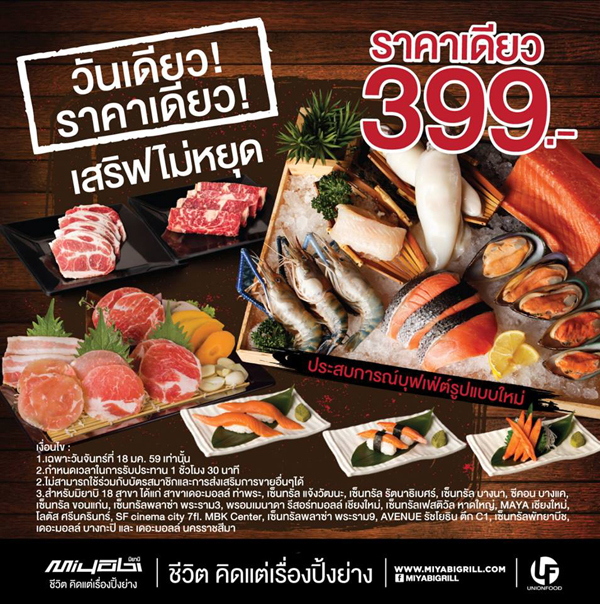 วันเดียว!
ราคาเดียว!
เสริฟไม่หยุด
ราคาเดียว
399.-
ประสบการณ์บุฟเฟ่ต์รูปแบบใหม่
เงื่อนไข :
1.เฉพาะวันจันทร์ที่ 18 มค. 59 เท่านั้น
2.กำหนดเวลาในการรับประทาน 1 ชั่วโมง 30 นาที
2.ไม่สามารถใช้ร่วมกับบัตรสมาชิกและการส่งเสริมการขายอื่นๆได้
3.สำหรับมิยาบิ 18 สาขา ได้แก่ สาขาเดอะมอลล์ ท่าพระ, เซ็นทรัล แจ้งวัฒนะ, เซ็นทรัล รัตนาธิเบศร์, เซ็นทรัล บางนา, ซีคอน บางแค,
เซ็นทรัล ขอนแก่น, เซ็นทรัลพลาซ่า พระราม3, พรอมเมนาดา รีสอร์ทมอลล์ เชียงใหม่, เซ็นทรัลเฟสติวัล หาดใหญ่, MAYA เชียงใหม่,
โลตัส ศรีนครินทร์, SF cinema city 7fl. MBK Center, เซ็นทรัลพลาซ่า พระราม9, AVENUE รัชโยธิน ตึก C1, เซ็นทรัลพัทยาบีช,
เดอะมอลล์ บางกะปิ และ เดอะมอลล์ นครราชสีมา
Miyabi มิยาบิ
ชีวิต คิดแต่เรื่องปิ้งย่าง
ชีวิต คิดแต่เรื่องปิ้งย่าง
WWW.MIYABIGRILL.COM
f MIYABIGRILL
UF
UNIONFOOD